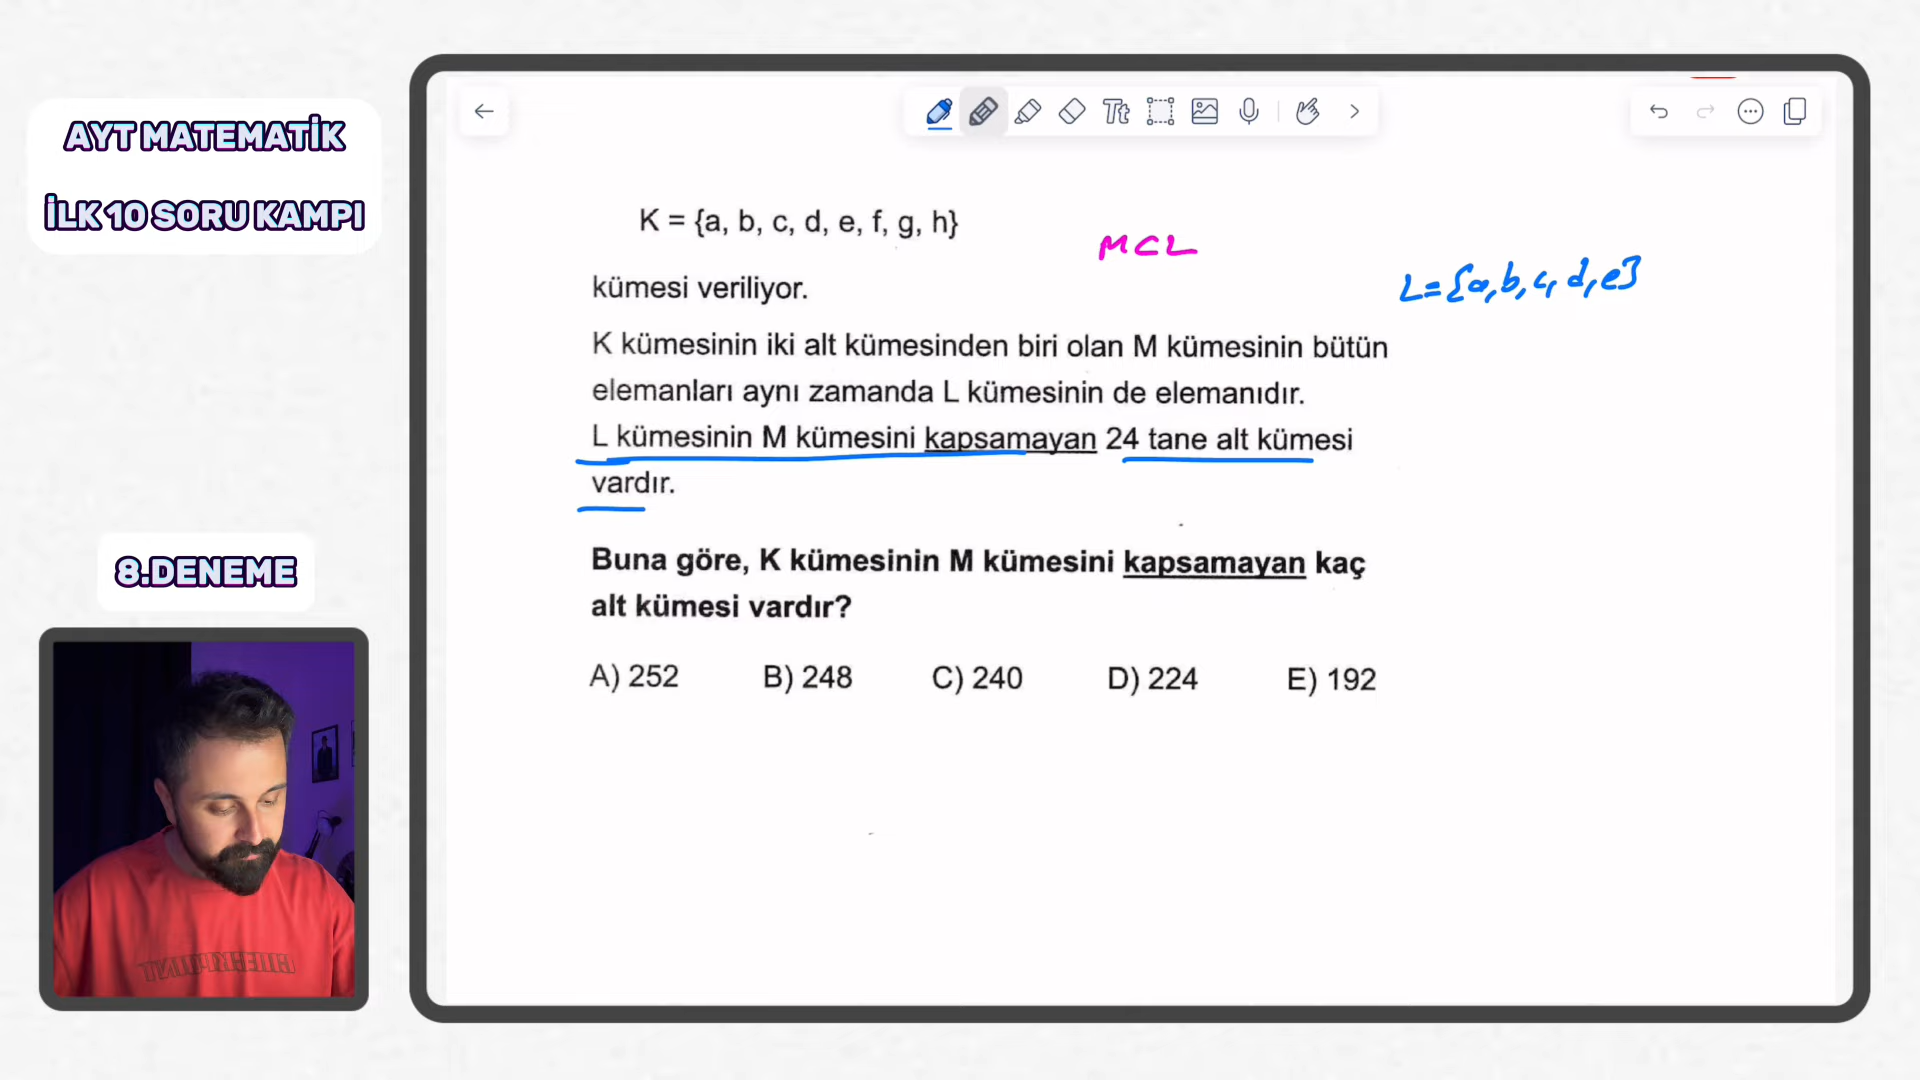 AYT MATEMATİK
İLK 10 SORU KAMPI
8.DENEME
Tt
K = {a, b, c, d, e, f, g, h}
M⊂L
L={a,b,c,d,e}
kümesi veriliyor.
K kümesinin iki alt kümesinden biri olan M kümesinin bütün
elemanları aynı zamanda L kümesinin de elemanıdır.
L kümesinin M kümesini kapsamayan 24 tane alt kümesi
vardır.
Buna göre, K kümesinin M kümesini kapsamayan kaç
alt kümesi vardır?
A) 252 B) 248 C) 240 D) 224 E) 192